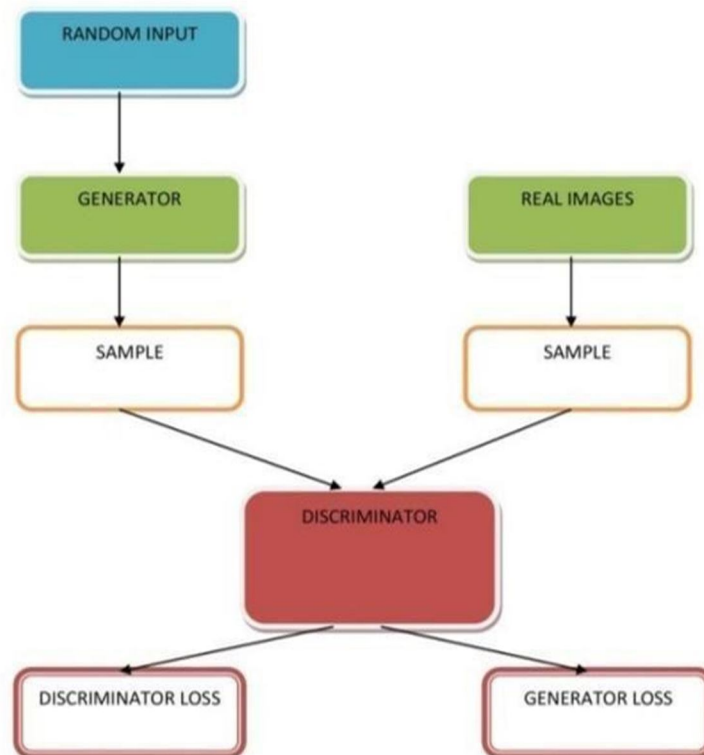 RANDOM INPUT
GENERATOR
REAL IMAGES
SAMPLE
SAMPLE
DISCRIMINATOR
DISCRIMINATOR LOSS
GENERATOR LOSS